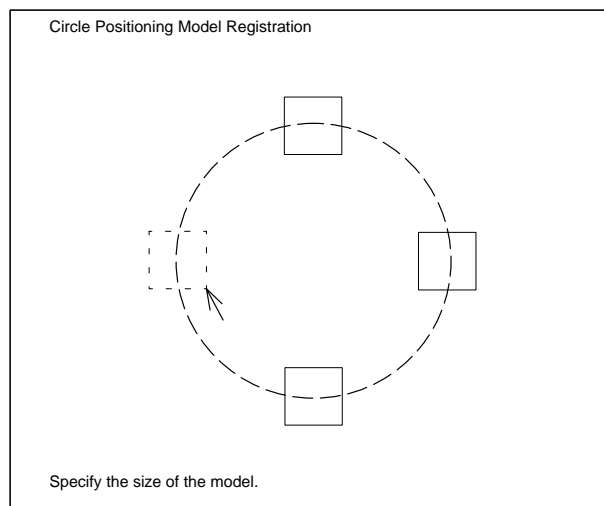 Circle Positioning Model Registration
Specify the size of the model.